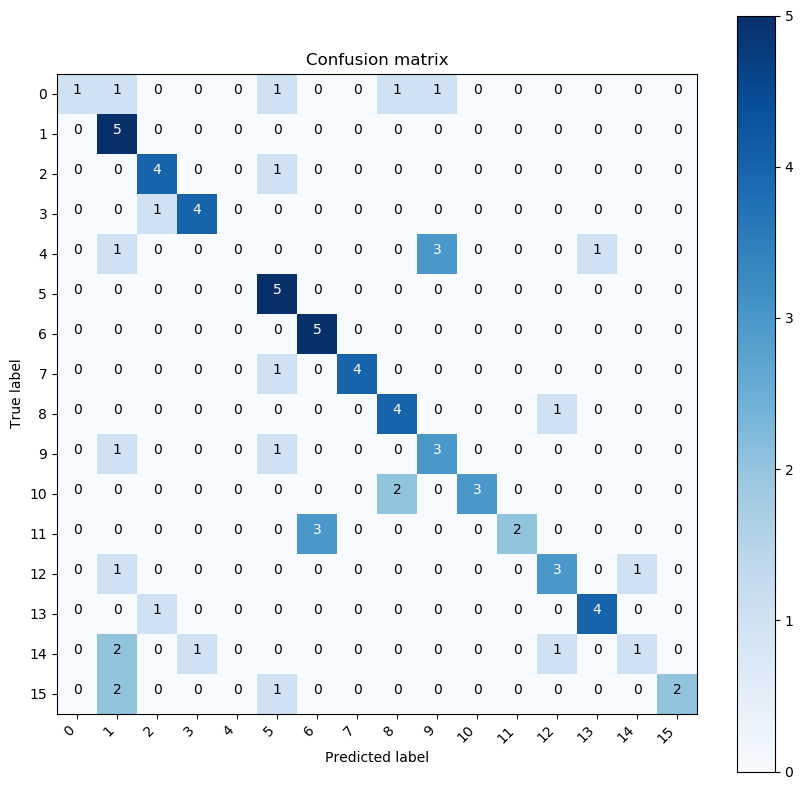 Confusion matrix
0 1 1 0 0 0 1 0 0 1 1 0 0 0 0 0 0
1 0 5 0 0 0 0 0 0 0 0 0 0 0 0 0 0
2 0 0 4 0 0 1 0 0 0 0 0 0 0 0 0 0
3 0 0 1 4 0 0 0 0 0 0 0 0 0 0 0 0
4 0 1 0 0 0 0 0 0 0 3 0 0 0 1 0 0
5 0 0 0 0 0 5 0 0 0 0 0 0 0 0 0 0
6 0 0 0 0 0 0 5 0 0 0 0 0 0 0 0 0
7 0 0 0 0 0 1 0 4 0 0 0 0 0 0 0 0
8 0 0 0 0 0 0 0 0 4 0 0 0 1 0 0 0
9 0 1 0 0 0 1 0 0 0 3 0 0 0 0 0 0
10 0 0 0 0 0 0 0 0 2 0 3 0 0 0 0 0
11 0 0 0 0 0 0 3 0 0 0 0 2 0 0 0 0
12 0 1 0 0 0 0 0 0 0 0 0 0 3 0 1 0
13 0 0 1 0 0 0 0 0 0 0 0 0 0 4 0 0
14 0 2 0 1 0 0 0 0 0 0 0 0 1 0 1 0
15 0 2 0 0 0 1 0 0 0 0 0 0 0 0 0 2
0 1 2 3 4 5 6 7 8 9 10 11 12 13 14 15
True label
Predicted label
5
4
3
2
1
0